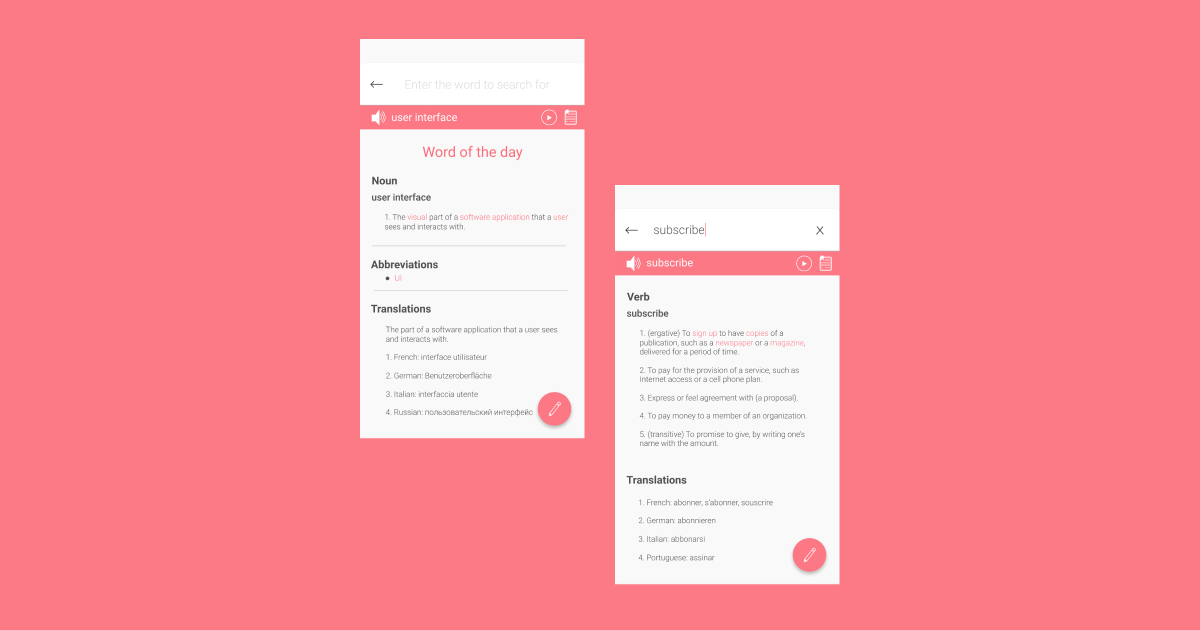 Enter the word to search for
user interface
Word of the day
Noun
user interface
1. The visual part of a software application that a user
sees and interacts with.
Abbreviations
• UI
Translations
The part of a software application that a user sees
and interacts with.
1. French: interface utilisateur
2. German: Benutzeroberfläche
3. Italian: interfaccia utente
4. Russian: пользовательский интерфейс
subscribe X
subscribe
Verb
subscribe
1. (ergative) To sign up to have copies of a
publication, such as a newspaper or a magazine,
delivered for a period of time.
2. To pay for the provision of a service, such as
Internet access or a cell phone plan.
3. Express or feel agreement with (a proposal).
4. To pay money to a member of an organization.
5. (transitive) To promise to give, by writing one's
name with the amount.
Translations
1. French: abonner, s'abonner, souscrire
2. German: abonnieren
3. Italian: abbonarsi
4. Portuguese: assinar